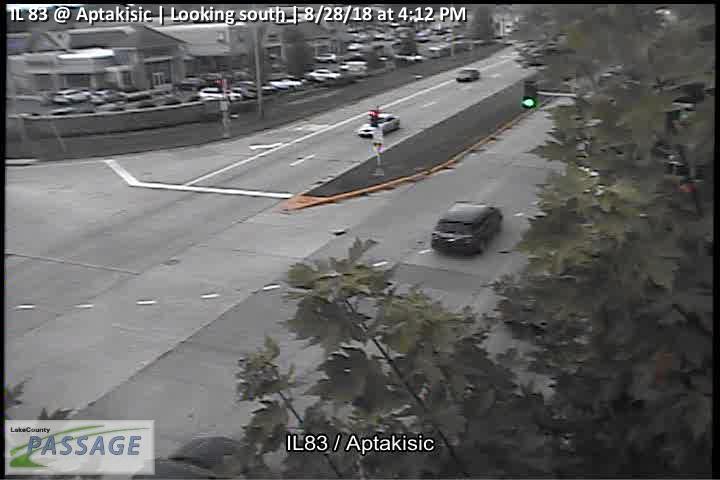 IL 83 @ Aptakisic | Looking south | 8/28/18 at 4:12 PM
LakeCounty
PASSAGE
IL83 / Aptakisic